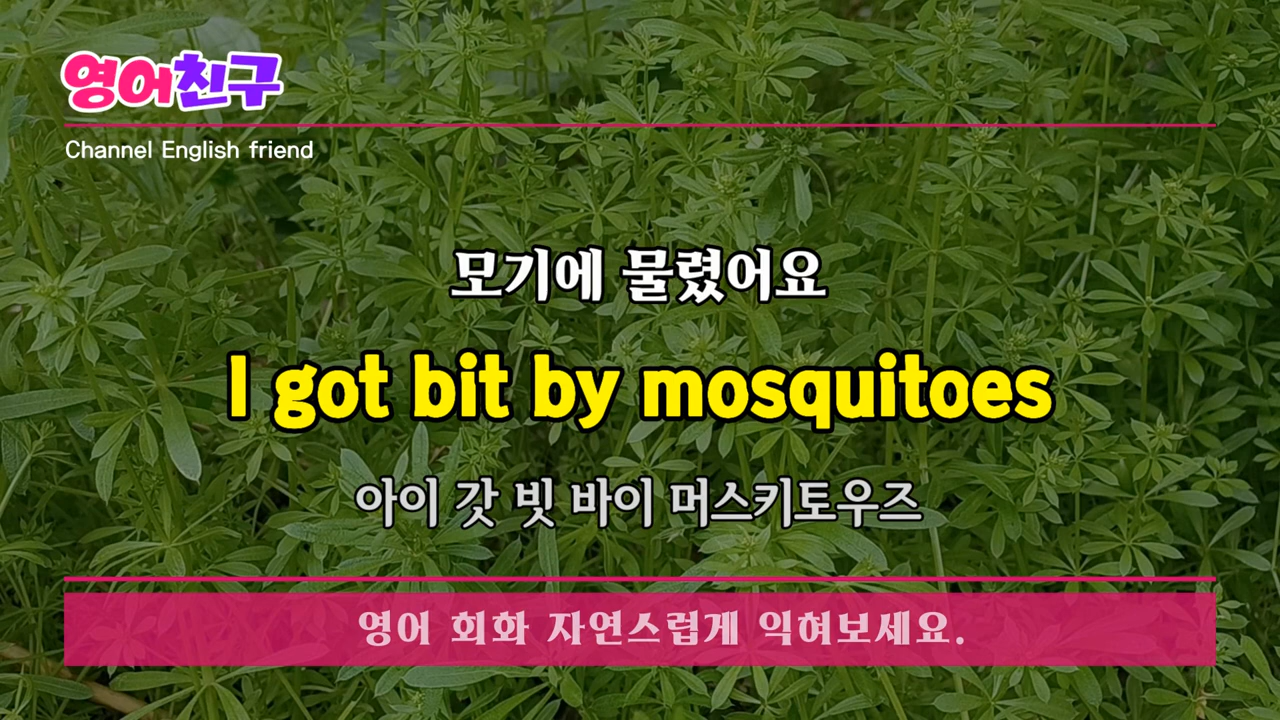 영어친구
Channel English friend
모기에 물렸어요
I got bit by mosquitoes
아이 갓 빗 바이 머스키토우즈
영어 회화 자연스럽게 익혀보세요.